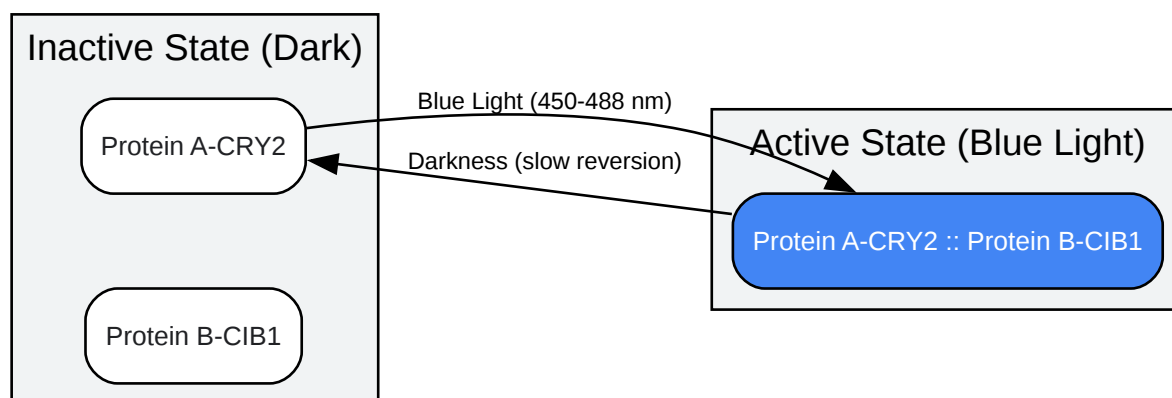 Inactive State (Dark)
Protein A-CRY2
Protein B-CIB1
Blue Light (450-488 nm)
Darkness (slow reversion)
Active State (Blue Light)
Protein A-CRY2 :: Protein B-CIB1